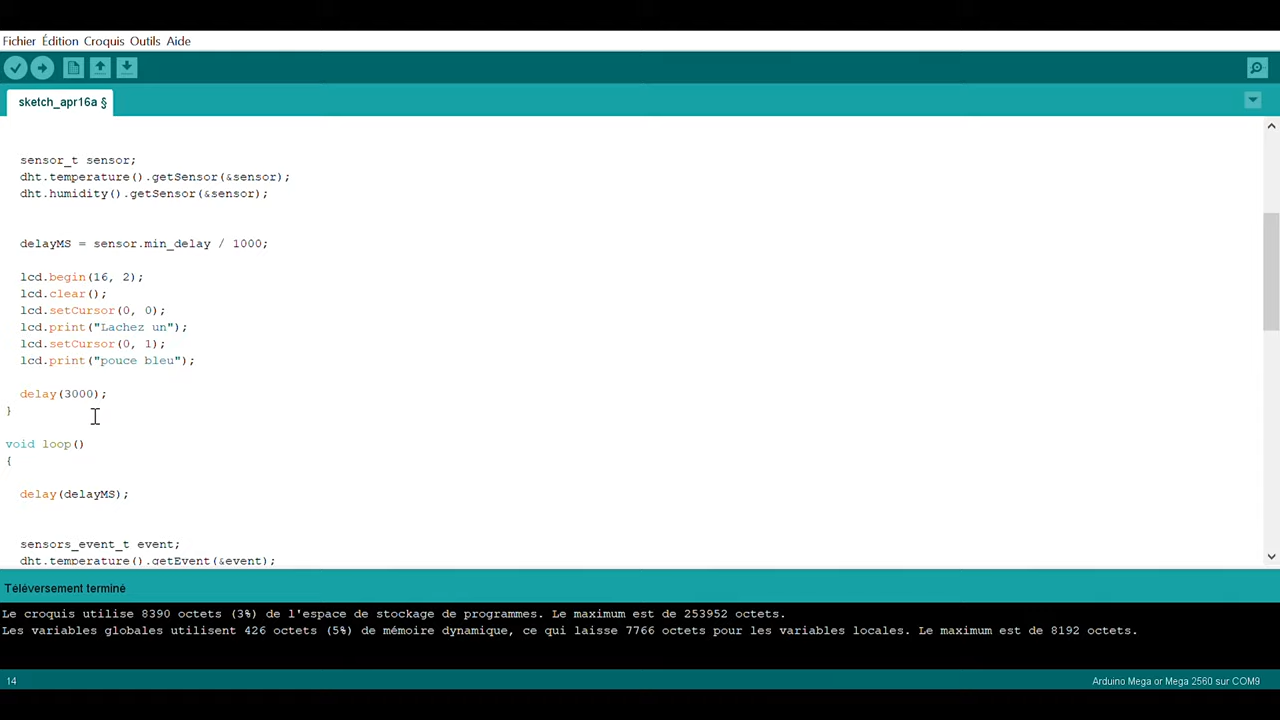 Fichier Édition Croquis Outils Aide
sketch_apr16a §
sensor_t sensor;
dht.temperature().getSensor(&sensor);
dht.humidity().getSensor(&sensor);
delayMS = sensor.min_delay / 1000;
lcd.begin(16, 2);
lcd.clear();
lcd.setCursor(0, 0);
lcd.print("Lachez un");
lcd.setCursor(0, 1);
lcd.print("pouce bleu");
delay(3000);
}
void loop()
{
delay(delayMS);
sensors_event_t event;
dht.temperature().getEvent(&event);
Téléversement terminé
Le croquis utilise 8390 octets (3%) de l'espace de stockage de programmes. Le maximum est de 253952 octets.
Les variables globales utilisent 426 octets (5%) de mémoire dynamique, ce qui laisse 7766 octets pour les variables locales. Le maximum est de 8192 octets.
14
Arduino Mega or Mega 2560 sur COM9